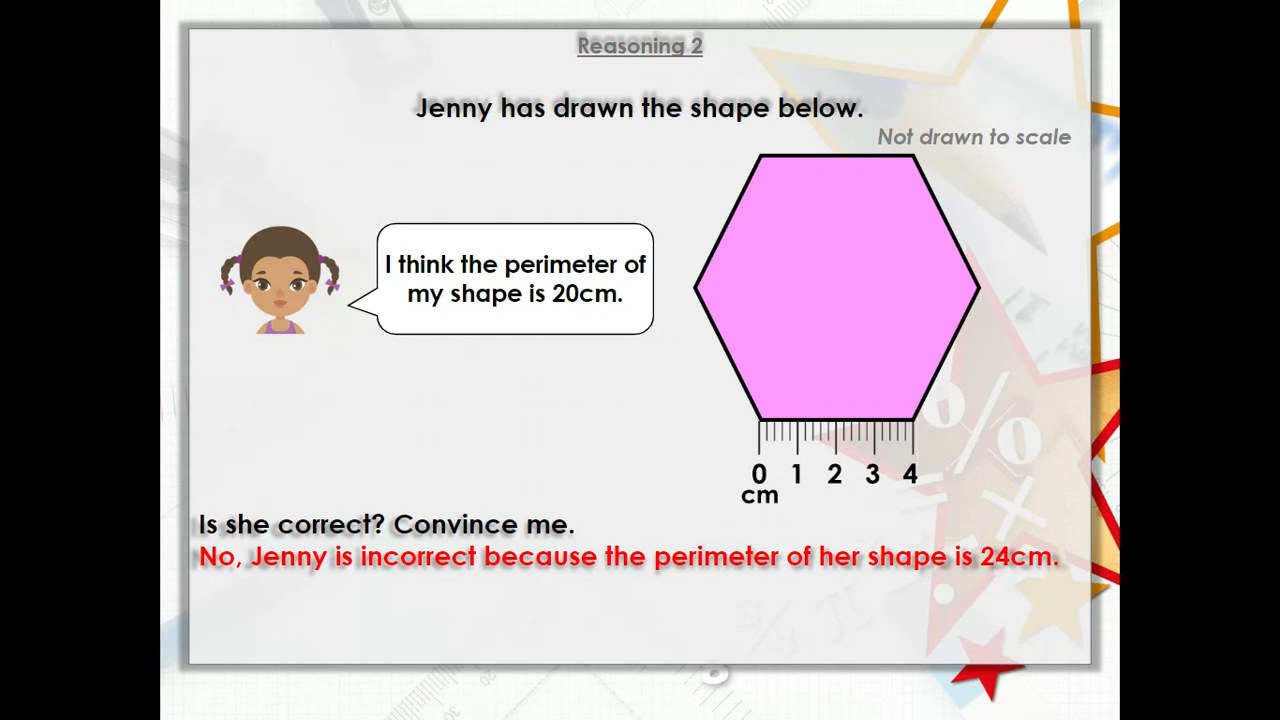 Reasoning 2
Jenny has drawn the shape below.
Not drawn to scale
I think the perimeter of
my shape is 20cm.
0 1 2 3 4
cm
Is she correct? Convince me.
No, Jenny is incorrect because the perimeter of her shape is 24cm.